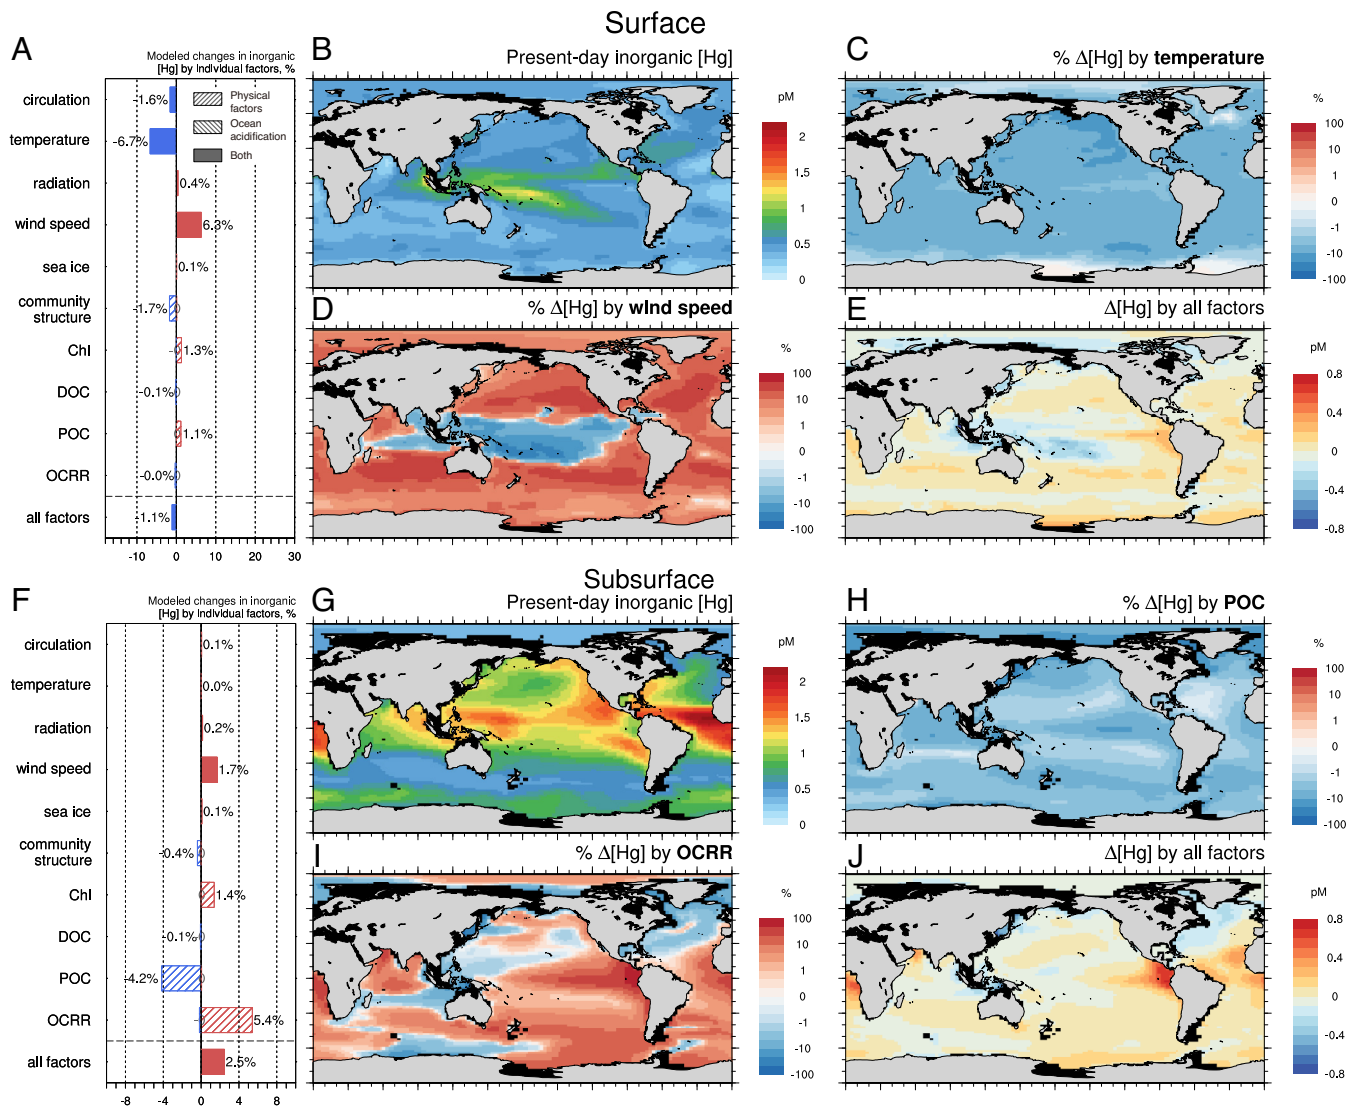 Surface
A
Modeled changes in inorganic
[Hg] by Individual factors, %
circulation
-1.6%
Physical
factors
Ocean
acidification
Both
temperature
-6.7%
radiation
0.4%
wind speed
6.3%
sea ice
0.1%
community
structure
-1.7%
0
Chl
-0
1.3%
DOC
-0.1%
0
POC
0
1.1%
OCRR
-0.0%
0
all factors
-1.1%
-10 0 10 20 30
B
Present-day inorganic [Hg]
pM
2
1.5
1
0.5
0
C
% Δ[Hg] by temperature
%
100
10
1
0
-1
-10
-100
D
% Δ[Hg] by wInd speed
%
100
10
1
0
-1
-10
-100
E
Δ[Hg] by all factors
pM
0.8
0.4
0
-0.4
-0.8
Subsurface
F
Modeled changes in inorganic
[Hg] by Individual factors, %
circulation
0.1%
temperature
0.0%
radiation
0.2%
wind speed
1.7%
sea ice
0.1%
community
structure
-0.4%
0
Chl
0
1.4%
DOC
-0.1%
0
POC
-4.2%
0
OCRR
-0
5.4%
all factors
2.5%
-8 -4 0 4 8
G
Present-day inorganic [Hg]
pM
2
1.5
1
0.5
0
H
% Δ[Hg] by POC
%
100
10
1
0
-1
-10
-100
I
% Δ[Hg] by OCRR
%
100
10
1
0
-1
-10
-100
J
Δ[Hg] by all factors
pM
0.8
0.4
0
-0.4
-0.8